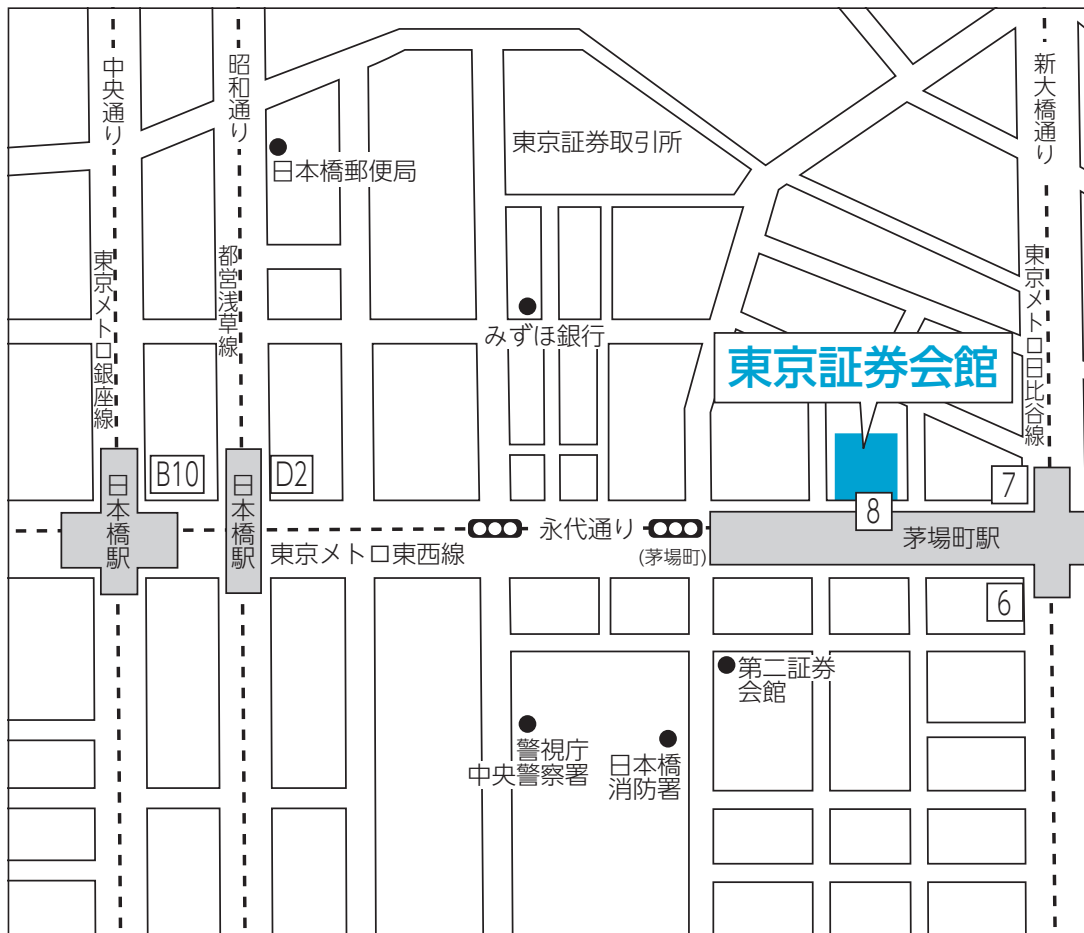 中央通り
昭和通り
新大橋通り
東京証券取引所
日本橋郵便局
東京メトロ銀座線
都営浅草線
東京メトロ日比谷線
みずほ銀行
東京証券会館
B10
D2
7
8
日本橋駅
日本橋駅
永代通り
茅場町駅
東京メトロ東西線
(茅場町)
6
第二証券
会館
警視庁
中央警察署
日本橋
消防署